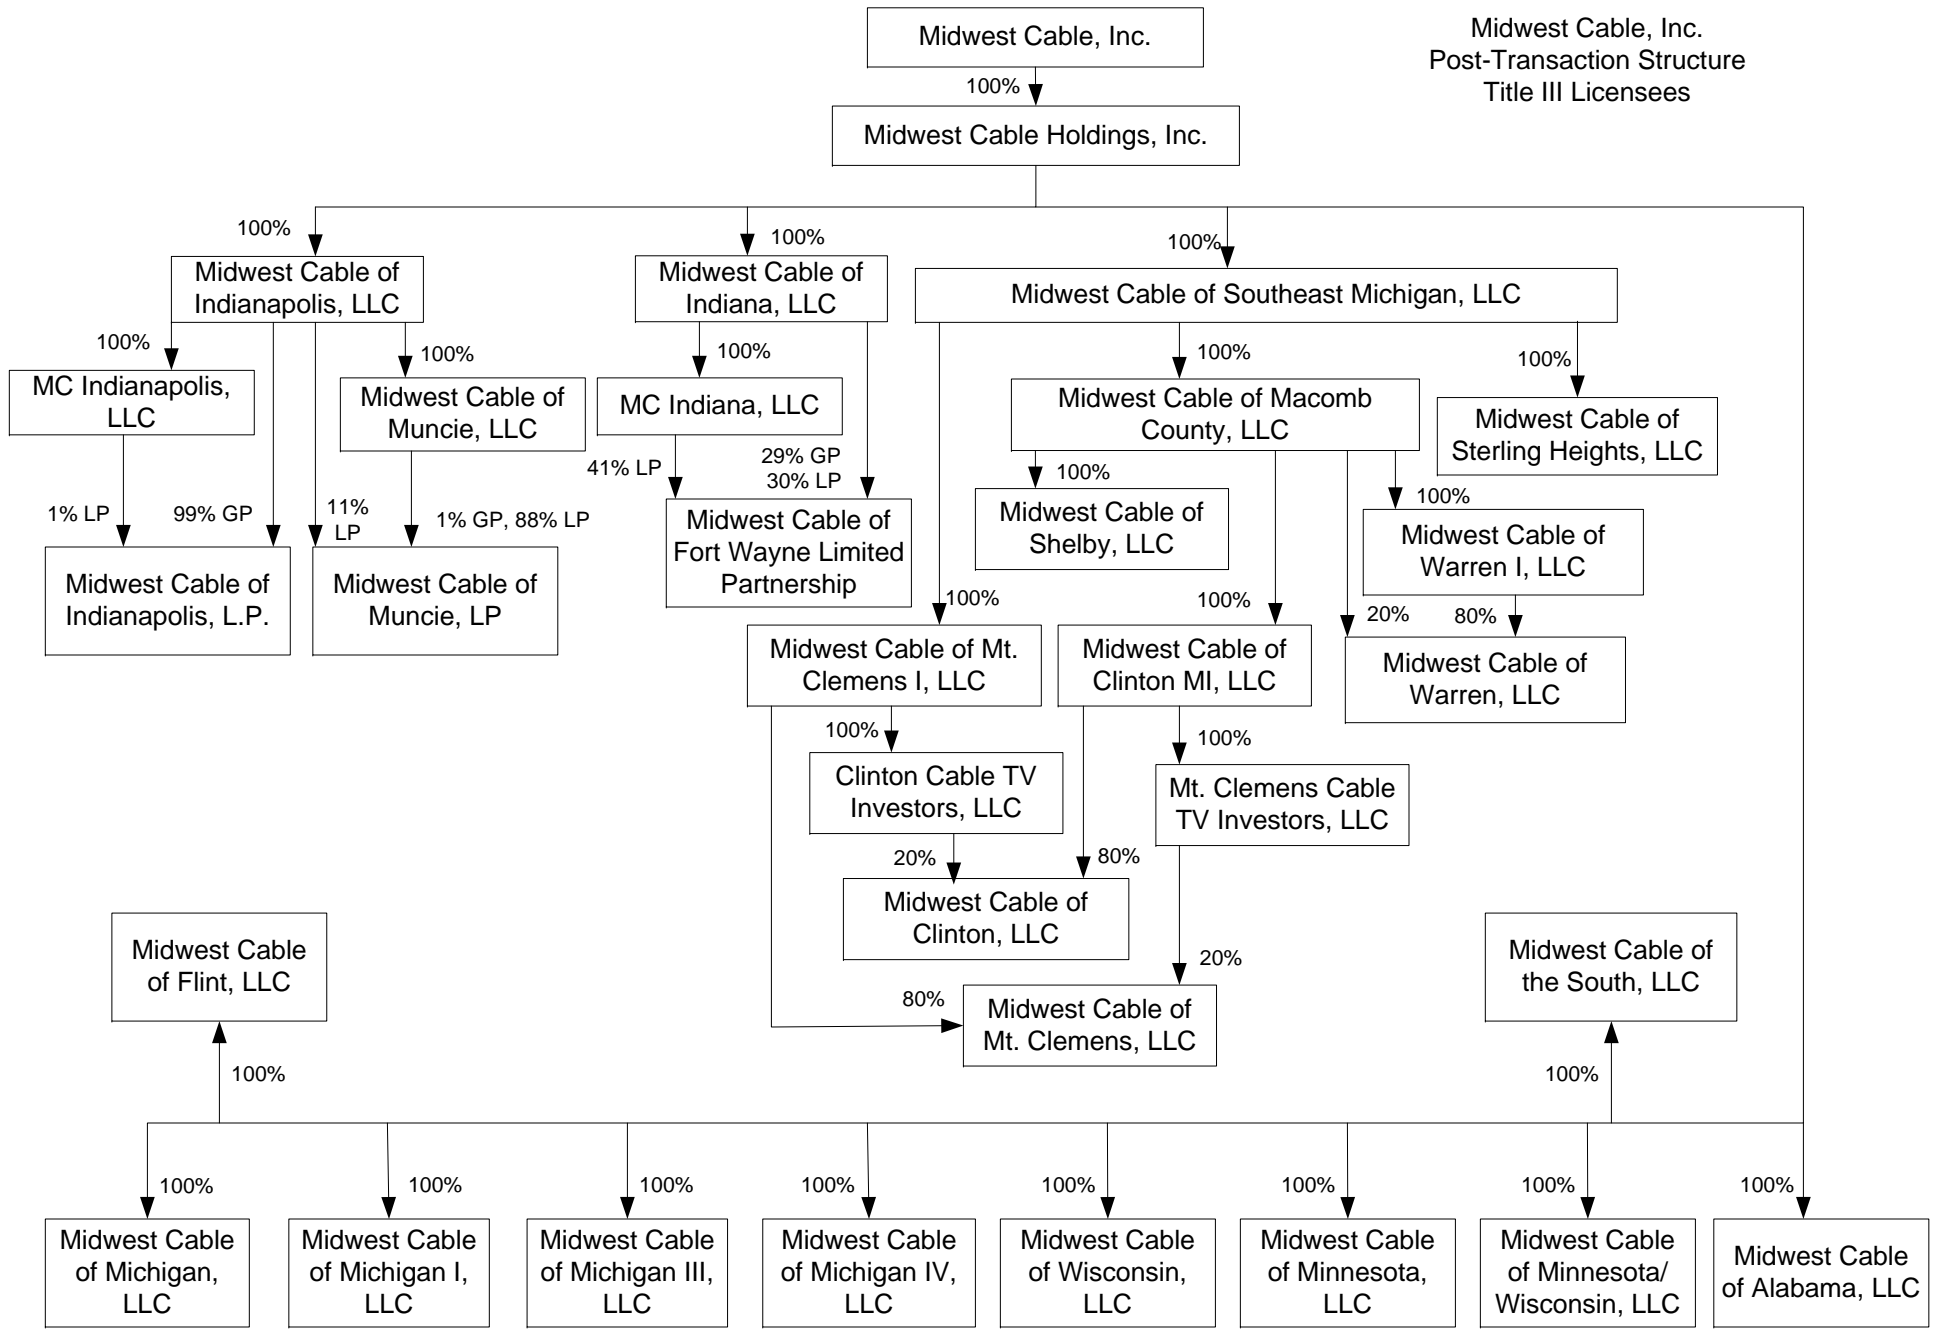 Midwest Cable, Inc.
Midwest Cable, Inc.
Post-Transaction Structure
Title III Licensees
100%
Midwest Cable Holdings, Inc.
100%
100%
100%
Midwest Cable of
Indianapolis, LLC
Midwest Cable of
Indiana, LLC
Midwest Cable of Southeast Michigan, LLC
100%
100%
100%
100%
100%
MC Indianapolis,
LLC
Midwest Cable of
Muncie, LLC
MC Indiana, LLC
Midwest Cable of Macomb
County, LLC
Midwest Cable of
Sterling Heights, LLC
41% LP
29% GP
30% LP
100%
100%
1% LP
99% GP
11%
LP
1% GP, 88% LP
Midwest Cable of
Fort Wayne Limited
Partnership
Midwest Cable of
Shelby, LLC
Midwest Cable of
Warren I, LLC
Midwest Cable of
Indianapolis, L.P.
Midwest Cable of
Muncie, LP
100%
100%
20%
80%
Midwest Cable of Mt.
Clemens I, LLC
Midwest Cable of
Clinton MI, LLC
Midwest Cable of
Warren, LLC
100%
100%
Clinton Cable TV
Investors, LLC
Mt. Clemens Cable
TV Investors, LLC
20%
80%
Midwest Cable of
Clinton, LLC
Midwest Cable
of Flint, LLC
Midwest Cable of
the South, LLC
20%
80%
Midwest Cable of
Mt. Clemens, LLC
100%
100%
100%
100%
100%
100%
100%
100%
100%
100%
Midwest Cable
of Michigan,
LLC
Midwest Cable
of Michigan I,
LLC
Midwest Cable
of Michigan III,
LLC
Midwest Cable
of Michigan IV,
LLC
Midwest Cable
of Wisconsin,
LLC
Midwest Cable
of Minnesota,
LLC
Midwest Cable
of Minnesota/
Wisconsin, LLC
Midwest Cable
of Alabama, LLC